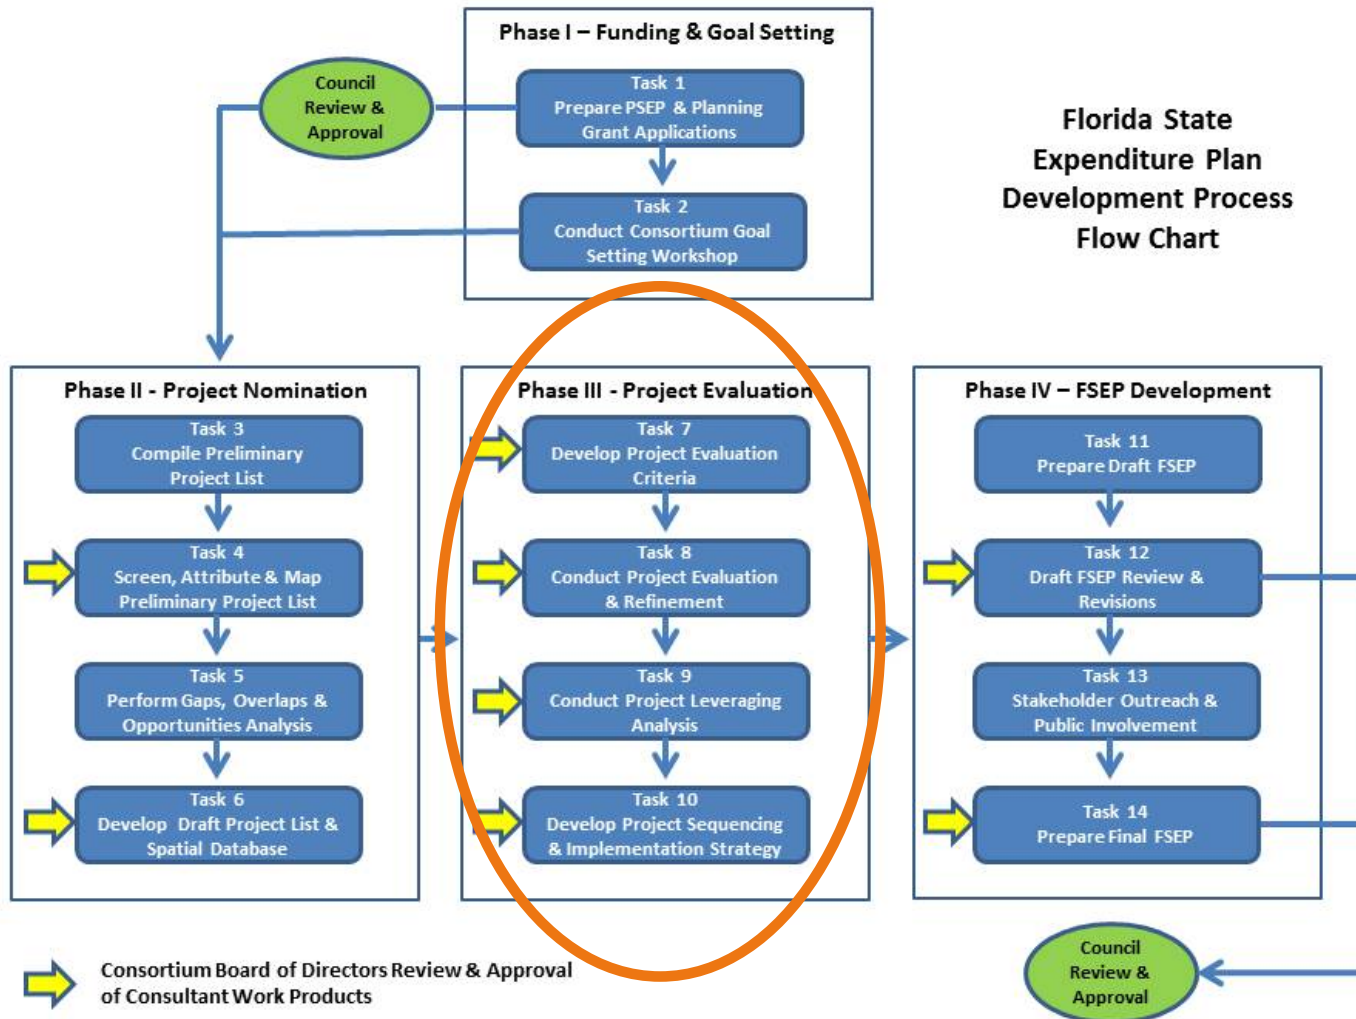 Phase I – Funding & Goal Setting
Council
Review &
Approval
Task 1
Prepare PSEP & Planning
Grant Applications
Task 2
Conduct Consortium Goal
Setting Workshop
Florida State
Expenditure Plan
Development Process
Flow Chart
Phase II - Project Nomination
Task 3
Compile Preliminary
Project List
Task 4
Screen, Attribute & Map
Preliminary Project List
Task 5
Perform Gaps, Overlaps &
Opportunities Analysis
Task 6
Develop Draft Project List &
Spatial Database
Phase III - Project Evaluation
Task 7
Develop Project Evaluation
Criteria
Task 8
Conduct Project Evaluation
& Refinement
Task 9
Conduct Project Leveraging
Analysis
Task 10
Develop Project Sequencing
& Implementation Strategy
Phase IV – FSEP Development
Task 11
Prepare Draft FSEP
Task 12
Draft FSEP Review &
Revisions
Task 13
Stakeholder Outreach &
Public Involvement
Task 14
Prepare Final FSEP
Consortium Board of Directors Review & Approval
of Consultant Work Products
Council
Review &
Approval